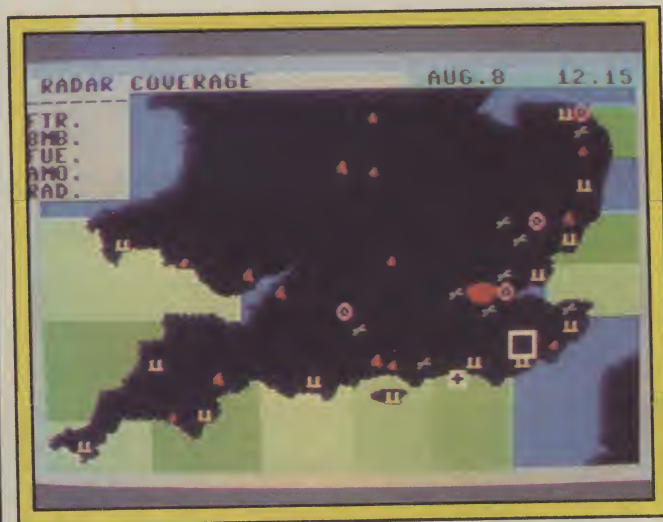 RADAR COVERAGE AUG.8 12.15
FTR.
BMB.
FUE.
AMO.
RAD.